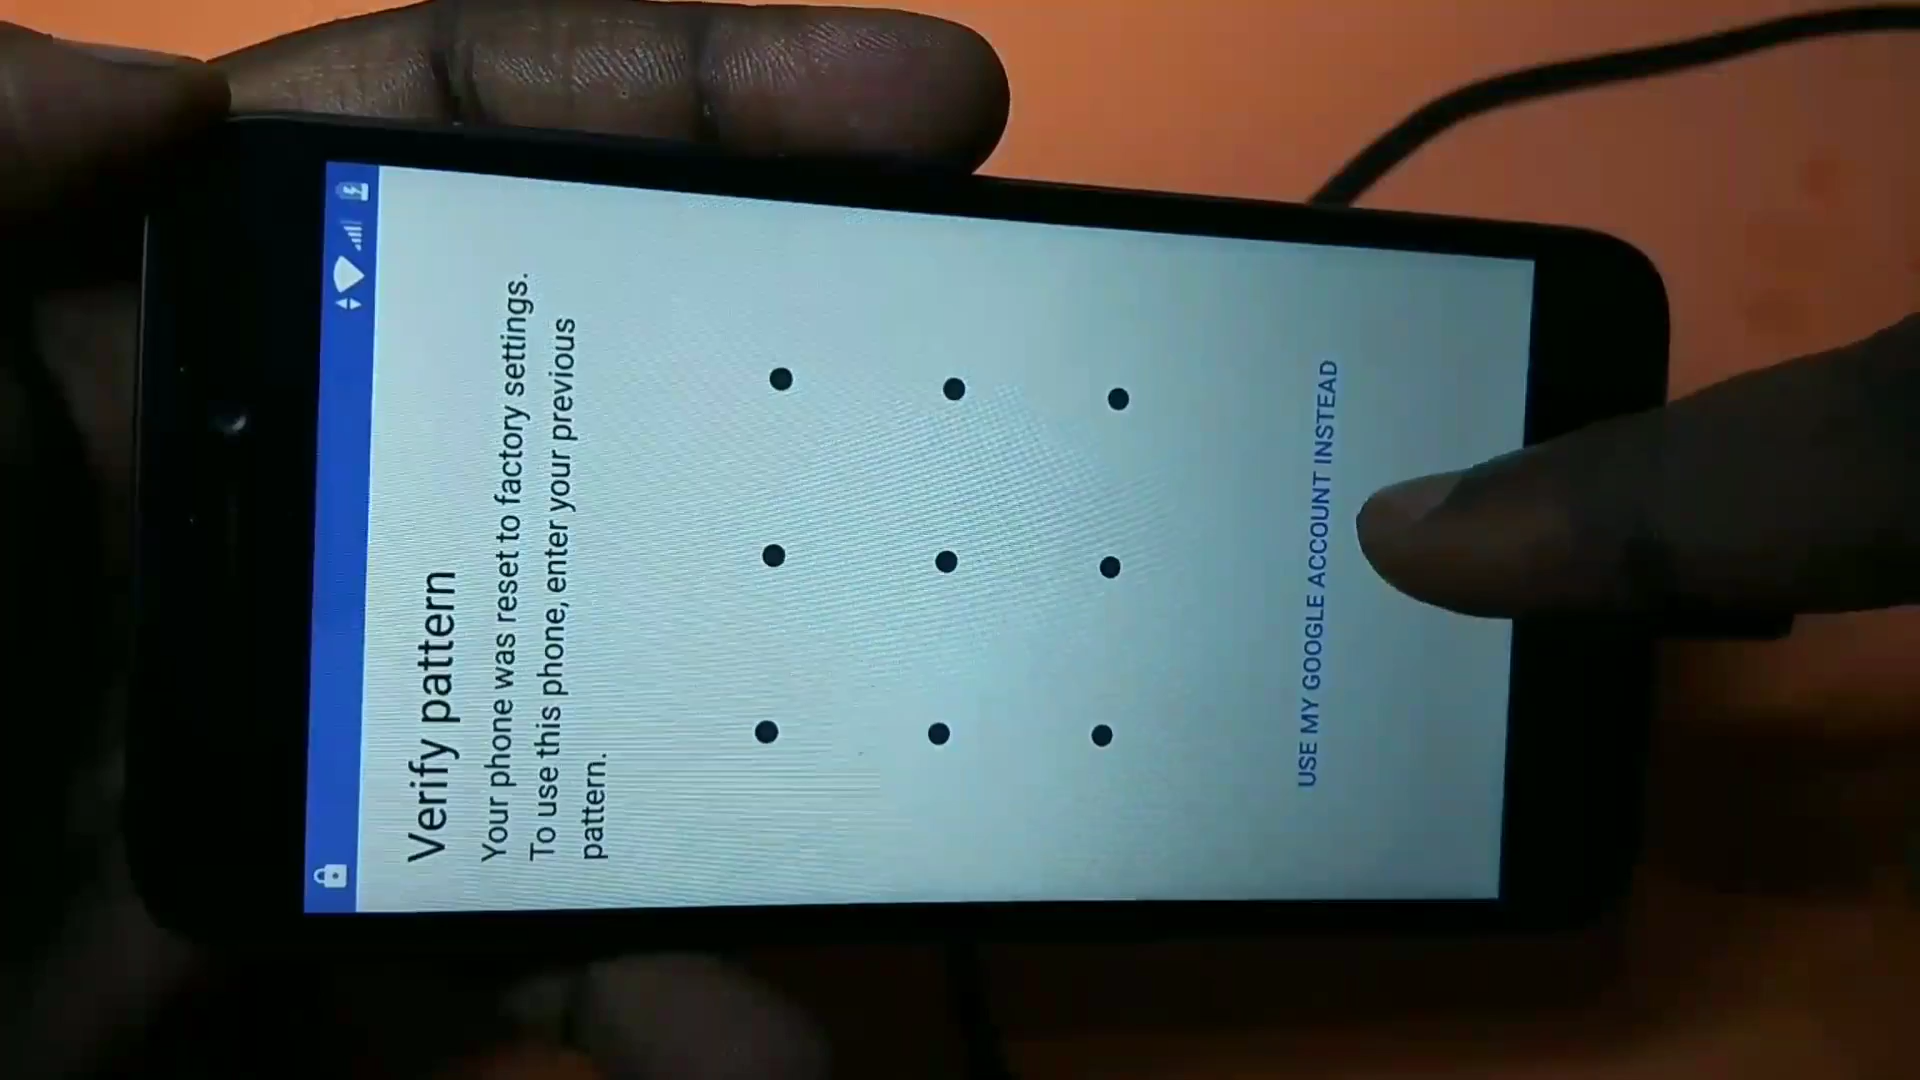 Verify pattern
Your phone was reset to factory settings.
To use this phone, enter your previous
pattern.
USE MY GOOGLE ACCOUNT INSTEAD